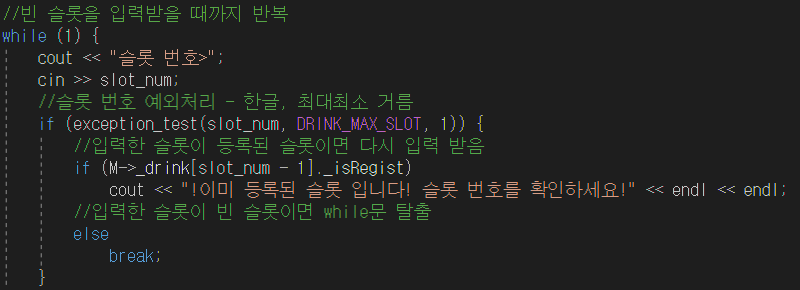 //빈 슬롯을 입력받을 때까지 반복
while (1) {
cout << "슬롯 번호>";
cin >> slot_num;
//슬롯 번호 예외처리 - 한글, 최대최소 거름
if (exception_test(slot_num, DRINK_MAX_SLOT, 1)) {
//입력한 슬롯이 등록된 슬롯이면 다시 입력 받음
if (M->_drink[slot_num - 1]._isRegist)
cout << "!이미 등록된 슬롯 입니다! 슬롯 번호를 확인하세요!" << endl << endl;
//입력한 슬롯이 빈 슬롯이면 while문 탈출
else
break;
}